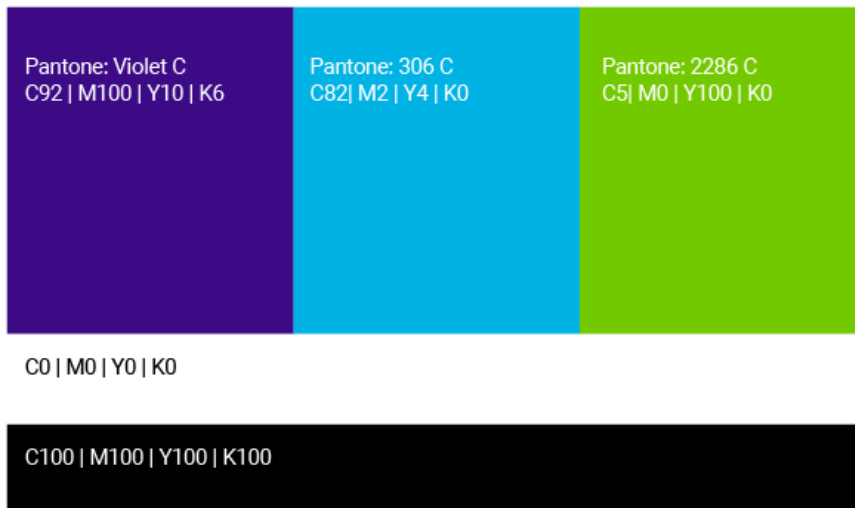 Pantone: Violet C
C92 | M100 | Y10 | K6
Pantone: 306 C
C82| M2 | Y4 | K0
Pantone: 2286 C
C5| M0 | Y100 | K0
C0 | M0 | Y0 | K0
C100 | M100 | Y100 | K100